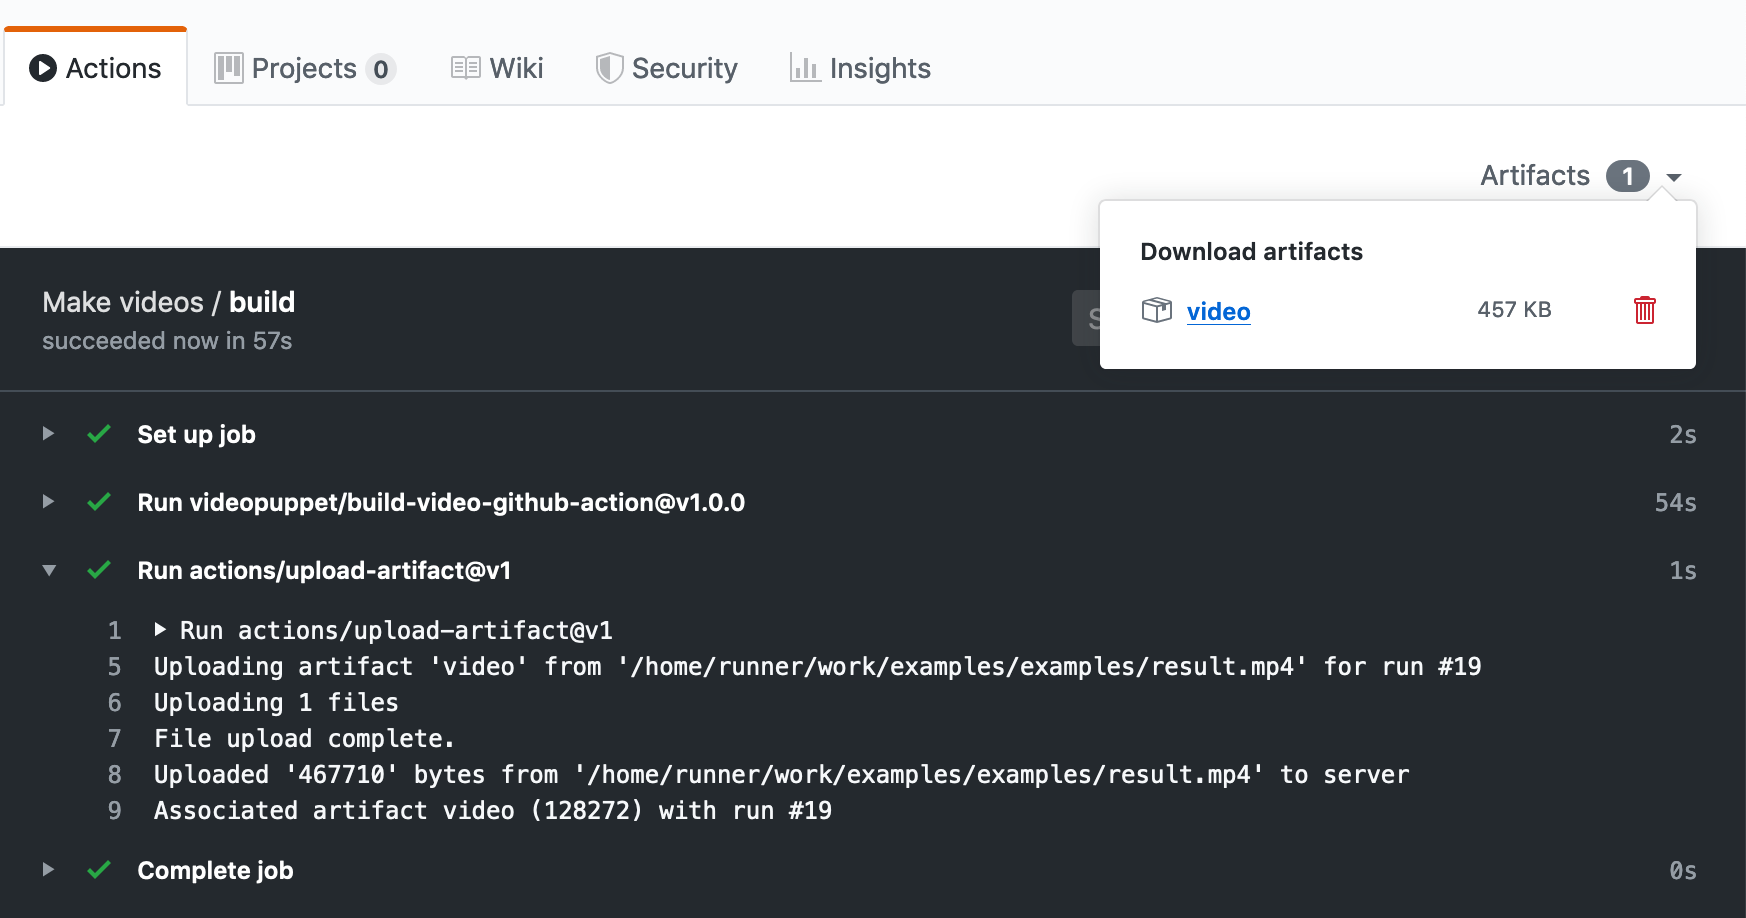 Actions Projects 0 Wiki Security Insights
Artifacts 1
Download artifacts
video 457 KB
Make videos / build
succeeded now in 57s
Set up job 2s
Run videopuppet/build-video-github-action@v1.0.0 54s
Run actions/upload-artifact@v1 1s
1 Run actions/upload-artifact@v1
5 Uploading artifact 'video' from '/home/runner/work/examples/examples/result.mp4' for run #19
6 Uploading 1 files
7 File upload complete.
8 Uploaded '467710' bytes from '/home/runner/work/examples/examples/result.mp4' to server
9 Associated artifact video (128272) with run #19
Complete job 0s